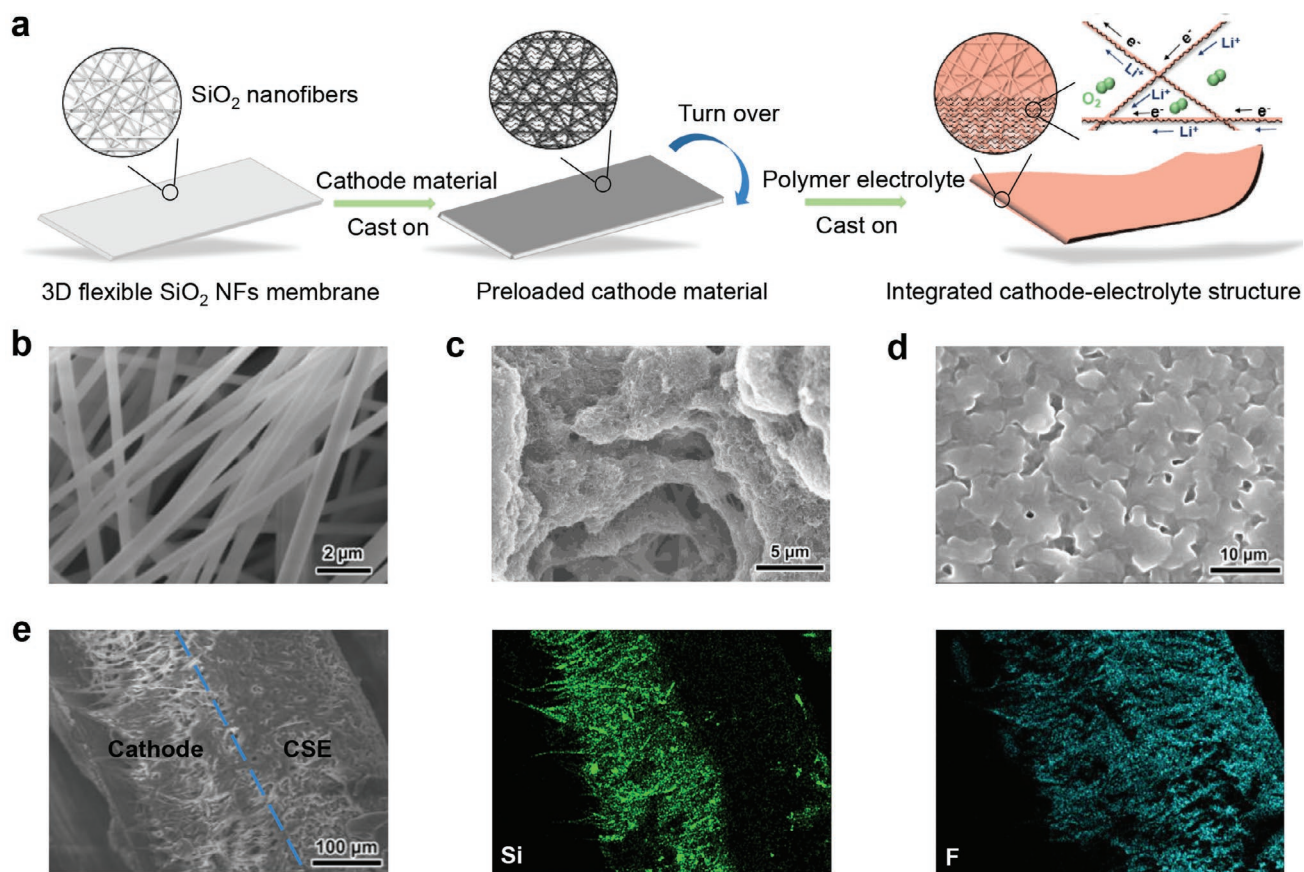 a
SiO₂ nanofibers
Cathode material
Cast on
Turn over
Polymer electrolyte
Cast on
e⁻
e⁻
Li⁺
Li⁺
O₂
Li⁺
e⁻
e⁻
Li⁺
3D flexible SiO₂ NFs membrane
Preloaded cathode material
Integrated cathode-electrolyte structure
b
2 µm
c
5 µm
d
10 µm
e
Cathode
CSE
100 µm
Si
F